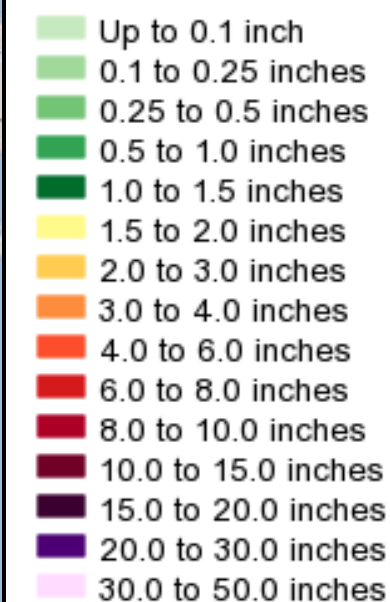 Up to 0.1 inch
0.1 to 0.25 inches
0.25 to 0.5 inches
0.5 to 1.0 inches
1.0 to 1.5 inches
1.5 to 2.0 inches
2.0 to 3.0 inches
3.0 to 4.0 inches
4.0 to 6.0 inches
6.0 to 8.0 inches
8.0 to 10.0 inches
10.0 to 15.0 inches
15.0 to 20.0 inches
20.0 to 30.0 inches
30.0 to 50.0 inches